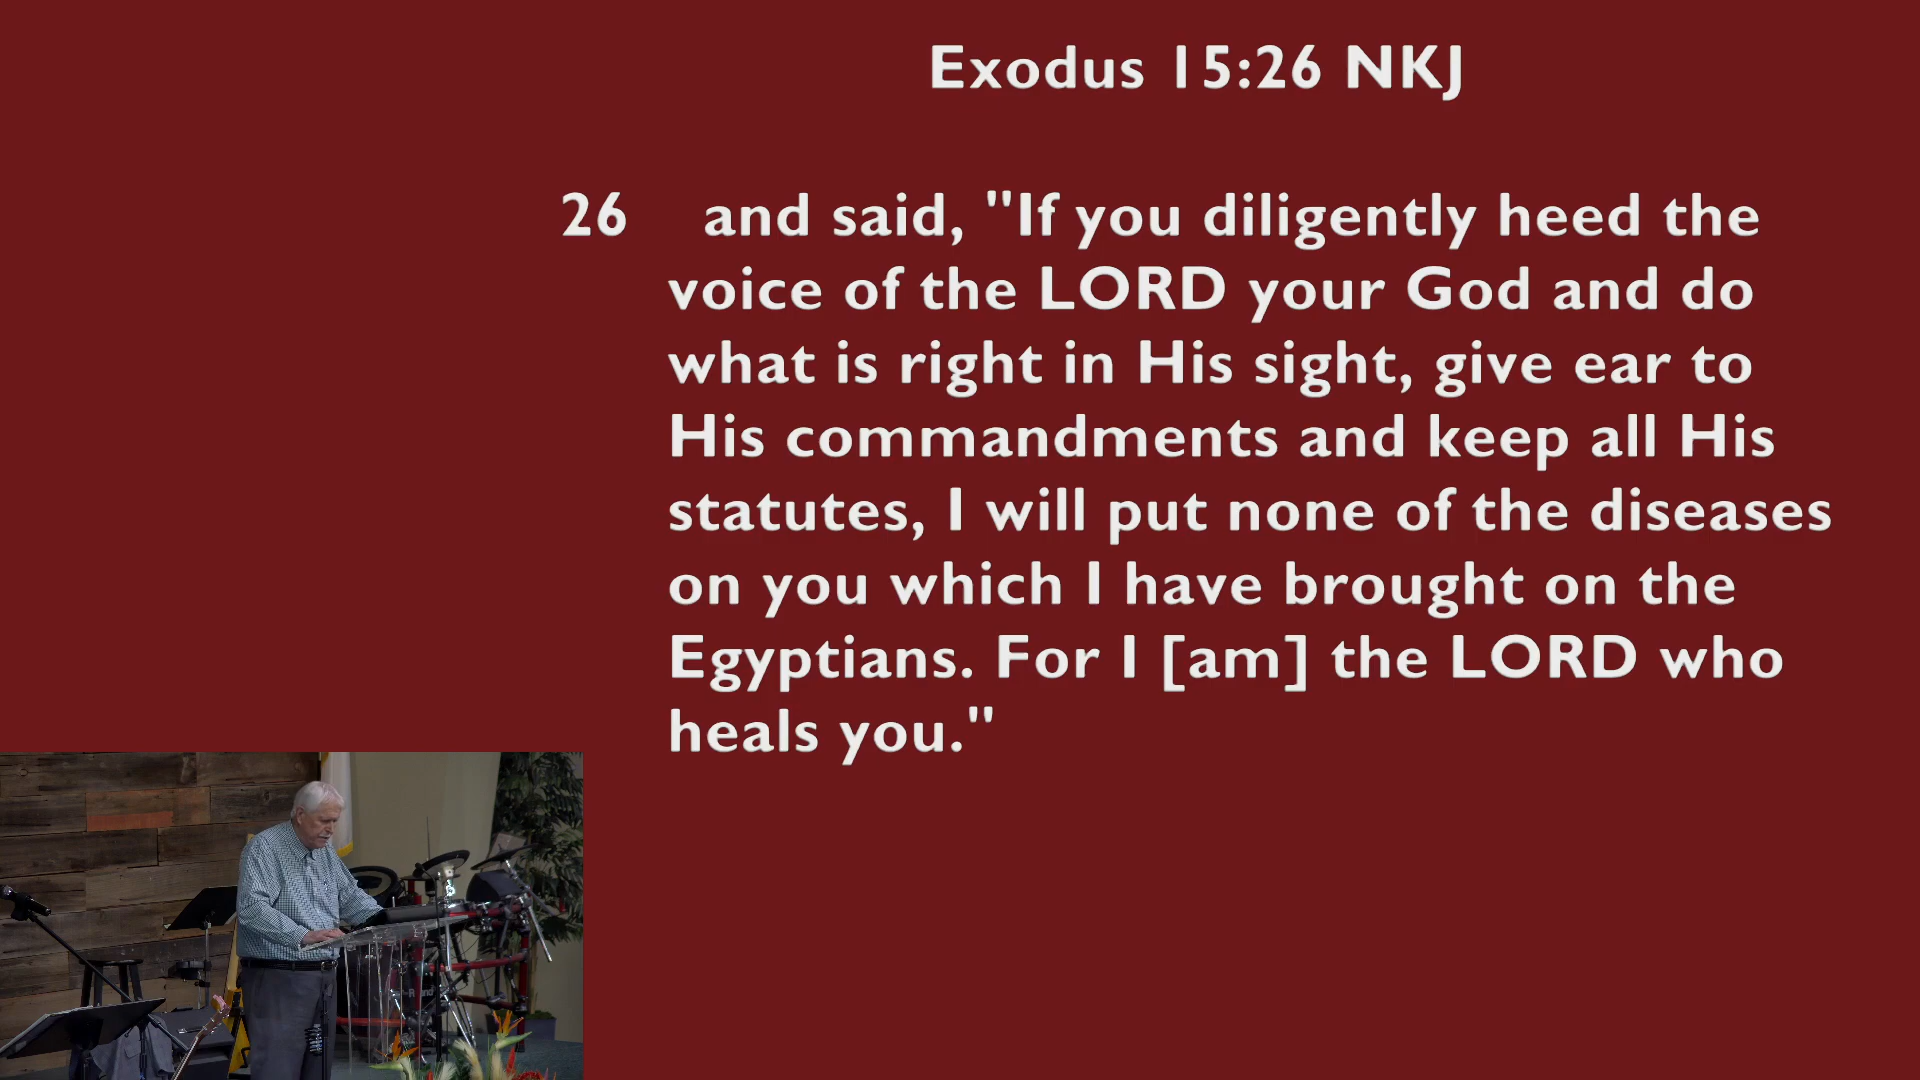 Exodus 15:26 NKJ
26 and said, "If you diligently heed the
voice of the LORD your God and do
what is right in His sight, give ear to
His commandments and keep all His
statutes, I will put none of the diseases
on you which I have brought on the
Egyptians. For I [am] the LORD who
heals you."